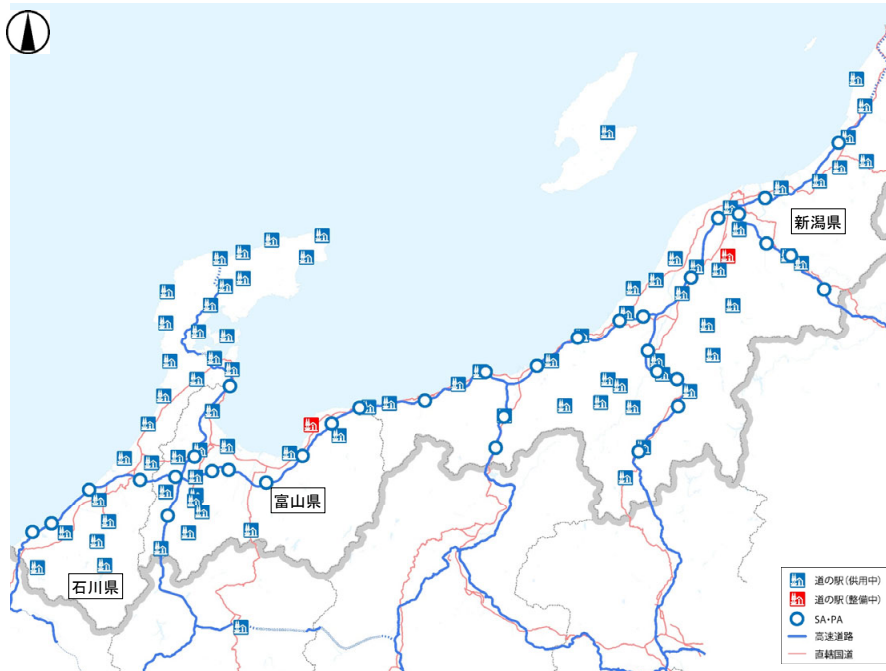 新潟県
富山県
石川県
道の駅(供用中)
道の駅(整備中)
SA・PA
高速道路
直轄国道